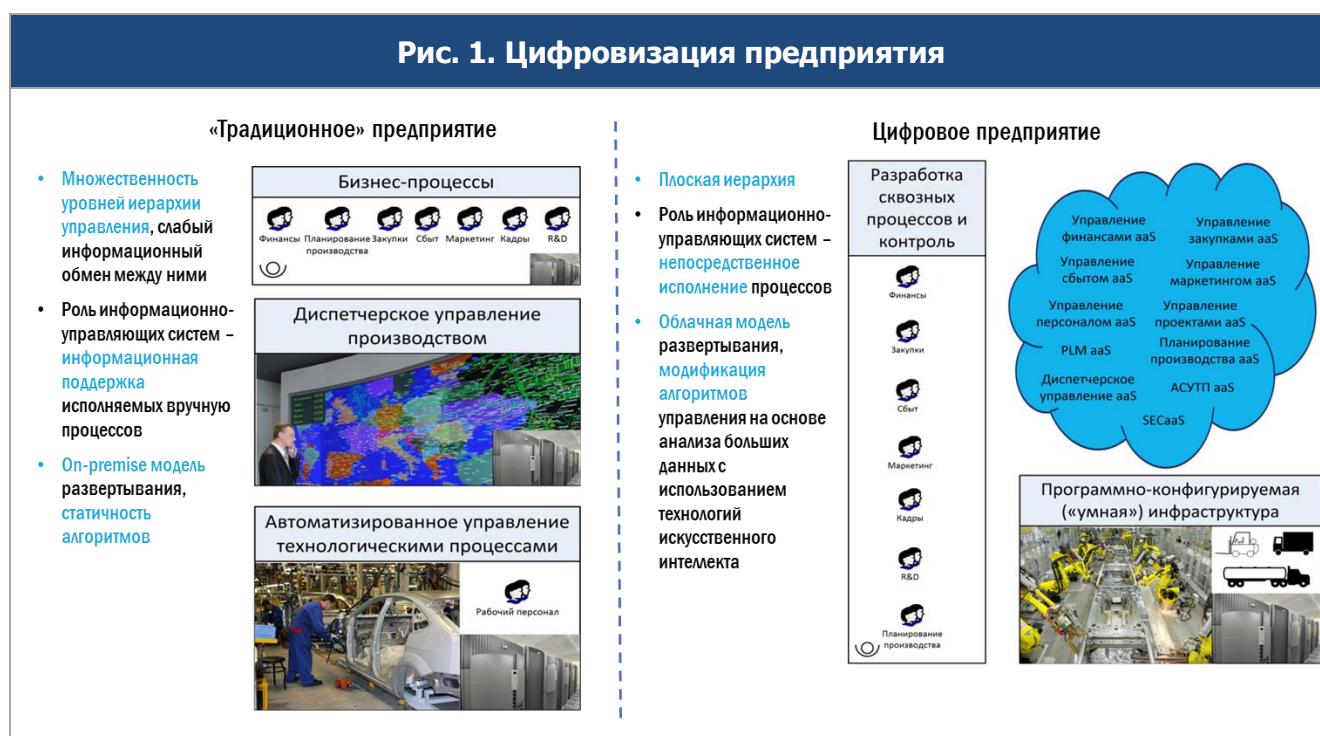 Рис. 1. Цифровизация предприятия
«Традиционное» предприятие
• Множественность
уровней иерархии
управления, слабый
информационный
обмен между ними
• Роль информационно-
управляющих систем –
информационная
поддержка
исполняемых вручную
процессов
• On-premise модель
развертывания,
статичность
алгоритмов
Бизнес-процессы
Финансы Планирование Закупки Сбыт Маркетинг Кадры R&D
производства
Диспетчерское управление
производством
Автоматизированное управление
технологическими процессами
Рабочий персонал
Цифровое предприятие
• Плоская иерархия
• Роль информационно-
управляющих систем –
непосредственное
исполнение процессов
• Облачная модель
развертывания,
модификация
алгоритмов
управления на основе
анализа больших
данных с
использованием
технологий
искусственного
интеллекта
Разработка
сквозных
процессов и
контроль
Финансы
Закупки
Сбыт
Маркетинг
Кадры
R&D
Планирование
производства
Управление
финансами aaS
Управление
закупками aaS
Управление
сбытом aaS
Управление
маркетингом aaS
Управление
персоналом aaS
Управление
проектами aaS
PLM aaS
Планирование
производства aaS
Диспетчерское
управление aaS
АСУТП aaS
SECaaS
Программно-конфигурируемая
(«умная») инфраструктура